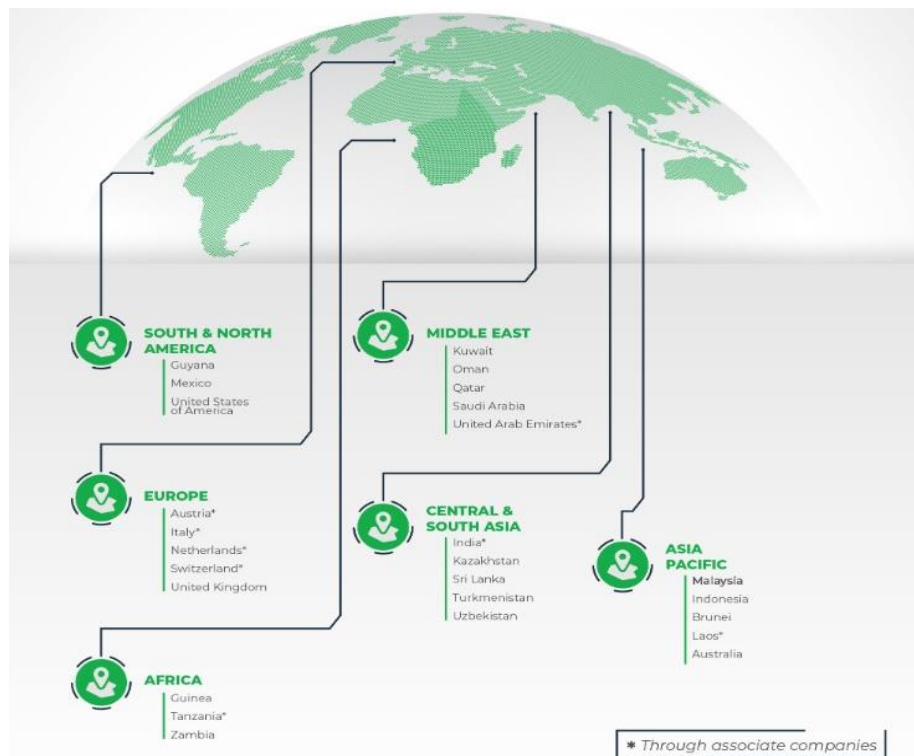 SOUTH & NORTH
AMERICA
Guyana
Mexico
United States
of America
MIDDLE EAST
Kuwait
Oman
Qatar
Saudi Arabia
United Arab Emirates*
EUROPE
Austria*
Italy*
Netherlands*
Switzerland*
United Kingdom
CENTRAL &
SOUTH ASIA
India*
Kazakhstan
Sri Lanka
Turkmenistan
Uzbekistan
ASIA
PACIFIC
Malaysia
Indonesia
Brunei
Laos*
Australia
AFRICA
Guinea
Tanzania*
Zambia
* Through associate companies